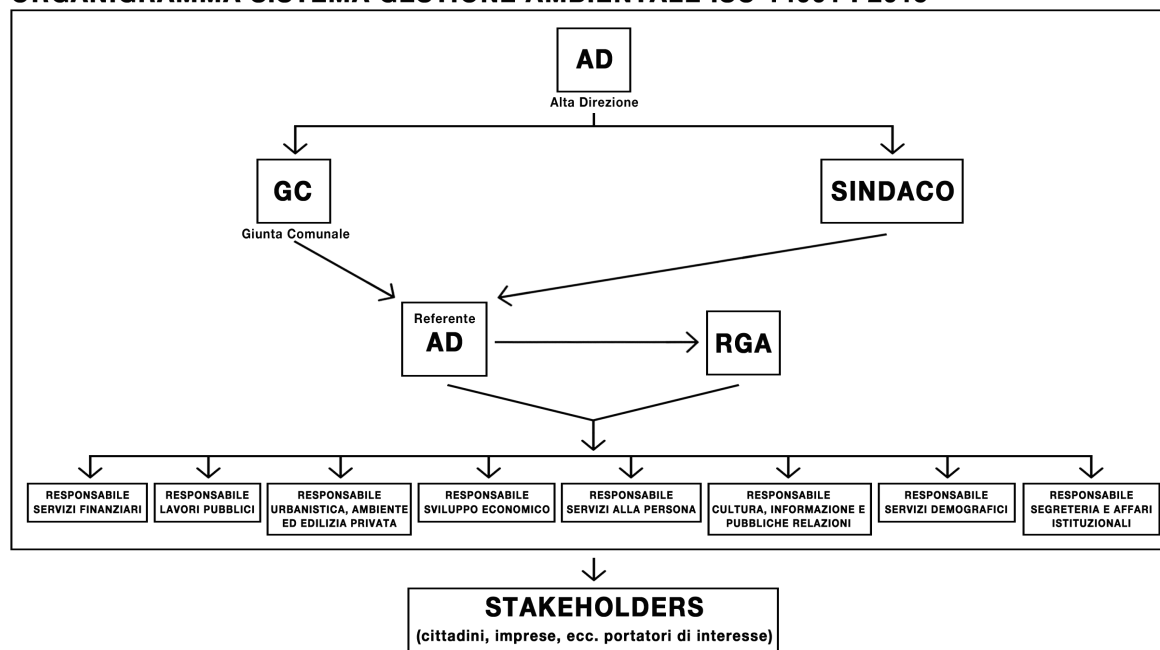 ORGANIGRAMMA SISTEMA GESTIONE AMBIENTALE ISO 14001 : 2015
AD
Alta Direzione
GC
Giunta Comunale
SINDACO
Referente
AD
RGA
RESPONSABILE
SERVIZI FINANZIARI
RESPONSABILE
LAVORI PUBBLICI
RESPONSABILE
URBANISTICA, AMBIENTE
ED EDILIZIA PRIVATA
RESPONSABILE
SVILUPPO ECONOMICO
RESPONSABILE
SERVIZI ALLA PERSONA
RESPONSABILE
CULTURA, INFORMAZIONE E
PUBBLICHE RELAZIONI
RESPONSABILE
SERVIZI DEMOGRAFICI
RESPONSABILE
SEGRETERIA E AFFARI
ISTITUZIONALI
STAKEHOLDERS
(cittadini, imprese, ecc. portatori di interesse)